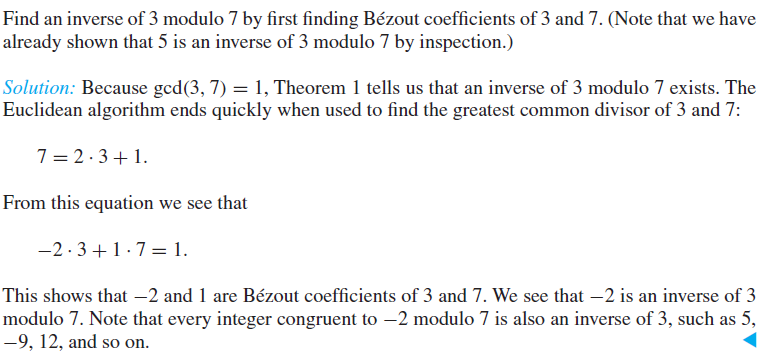 Find an inverse of 3 modulo 7 by first finding Bézout coefficients of 3 and 7. (Note that we have
already shown that 5 is an inverse of 3 modulo 7 by inspection.)
Solution: Because gcd(3, 7) = 1, Theorem 1 tells us that an inverse of 3 modulo 7 exists. The
Euclidean algorithm ends quickly when used to find the greatest common divisor of 3 and 7:
7 = 2 · 3 + 1.
From this equation we see that
−2 · 3 + 1 · 7 = 1.
This shows that −2 and 1 are Bézout coefficients of 3 and 7. We see that −2 is an inverse of 3
modulo 7. Note that every integer congruent to −2 modulo 7 is also an inverse of 3, such as 5,
−9, 12, and so on.